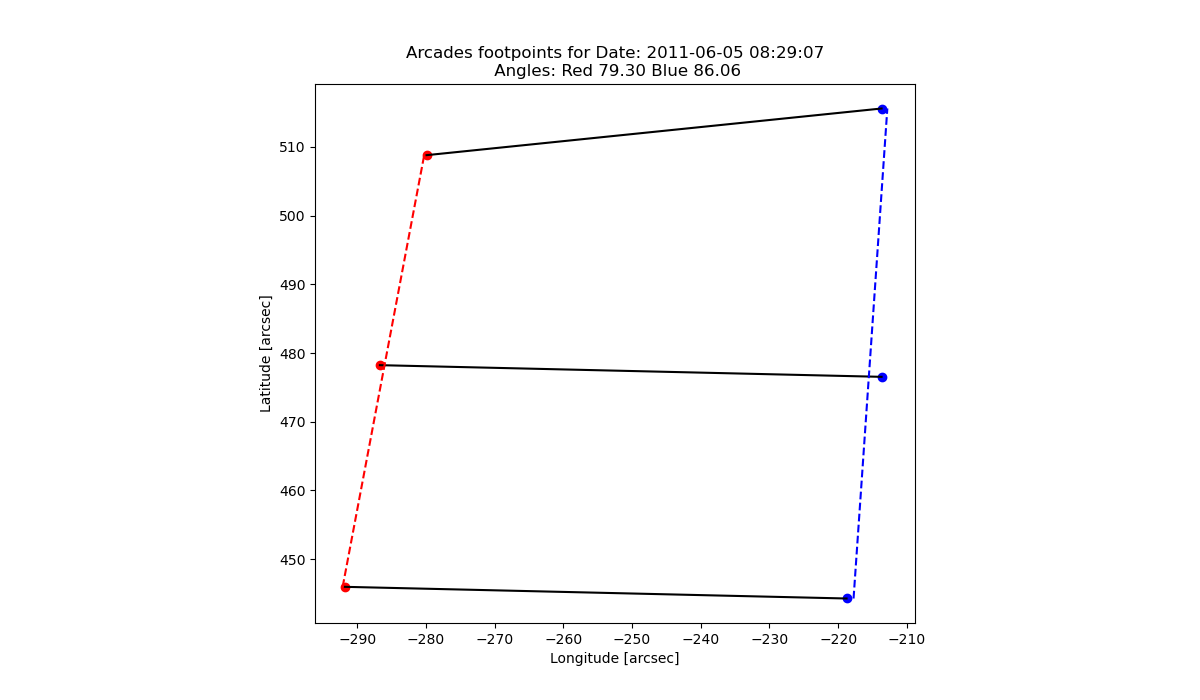 Arcades footpoints for Date: 2011-06-05 08:29:07
Angles: Red 79.30 Blue 86.06
Latitude [arcsec]
510
500
490
480
470
460
450
−290 −280 −270 −260 −250 −240 −230 −220 −210
Longitude [arcsec]